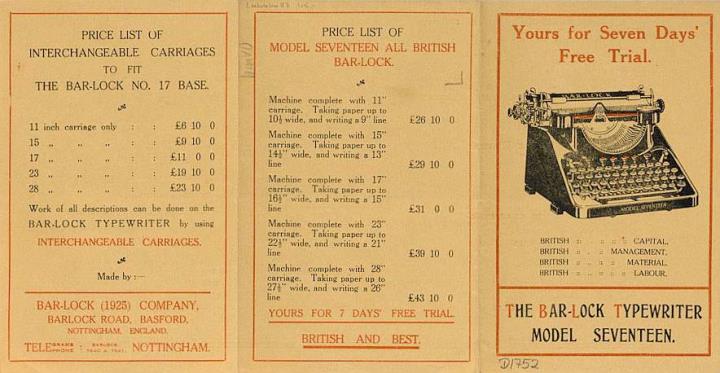 PRICE LIST OF
INTERCHANGEABLE CARRIAGES
TO FIT
THE BAR-LOCK NO. 17 BASE.
11 inch carriage only : : £6 10 0
15 „ „ „ : : £9 10 0
17 „ „ „ : : £11 0 0
23 „ „ „ : : £19 10 0
28 „ „ „ : : £23 10 0
Work of all descriptions can be done on the
BAR-LOCK TYPEWRITER by using
INTERCHANGEABLE CARRIAGES.
Made by :—
BAR-LOCK (1925) COMPANY,
BARLOCK ROAD, BASFORD,
NOTTINGHAM, ENGLAND.
TELEGRAMS - BARLOCK
PHONE : 7540 & 7541, NOTTINGHAM.
PRICE LIST OF
MODEL SEVENTEEN ALL BRITISH
BAR-LOCK.
Machine complete with 11"
carriage. Taking paper up to
10½ wide, and writing a 9" line £26 10 0
Machine complete with 15"
carriage. Taking paper up to
14½" wide, and writing a 13"
line £29 10 0
Machine complete with 17"
carriage. Taking paper up to
16½" wide, and writing a 15"
line £31 0 0
Machine complete with 23"
carriage. Taking paper up to
22½" wide, and writing a 21"
line £39 10 0
Machine complete with 28"
carriage. Taking paper up to
27½" wide, and writing a 26"
line £43 10 0
YOURS FOR 7 DAYS' FREE TRIAL.
BRITISH AND BEST.
Yours for Seven Days'
Free Trial.
BAR-LOCK
MODEL SEVENTEEN
BRITISH :: :: :: :: CAPITAL,
BRITISH :: :: :: MANAGEMENT,
BRITISH :: :: :: MATERIAL,
BRITISH :: :: :: :: LABOUR.
THE BAR-LOCK TYPEWRITER
MODEL SEVENTEEN.
D1752